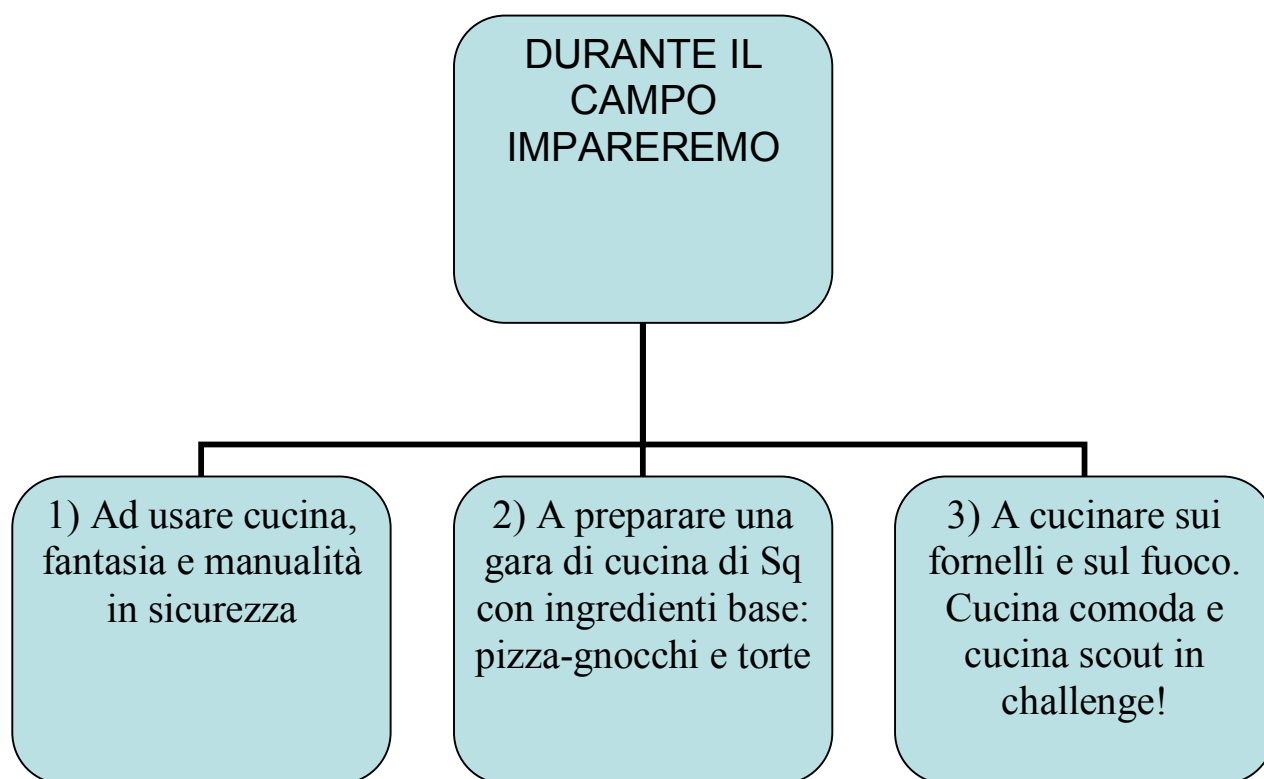 DURANTE IL
CAMPO
IMPAREREMO
1) Ad usare cucina,
fantasia e manualità
in sicurezza
2) A preparare una
gara di cucina di Sq
con ingredienti base:
pizza-gnocchi e torte
3) A cucinare sui
fornelli e sul fuoco.
Cucina comoda e
cucina scout in
challenge!